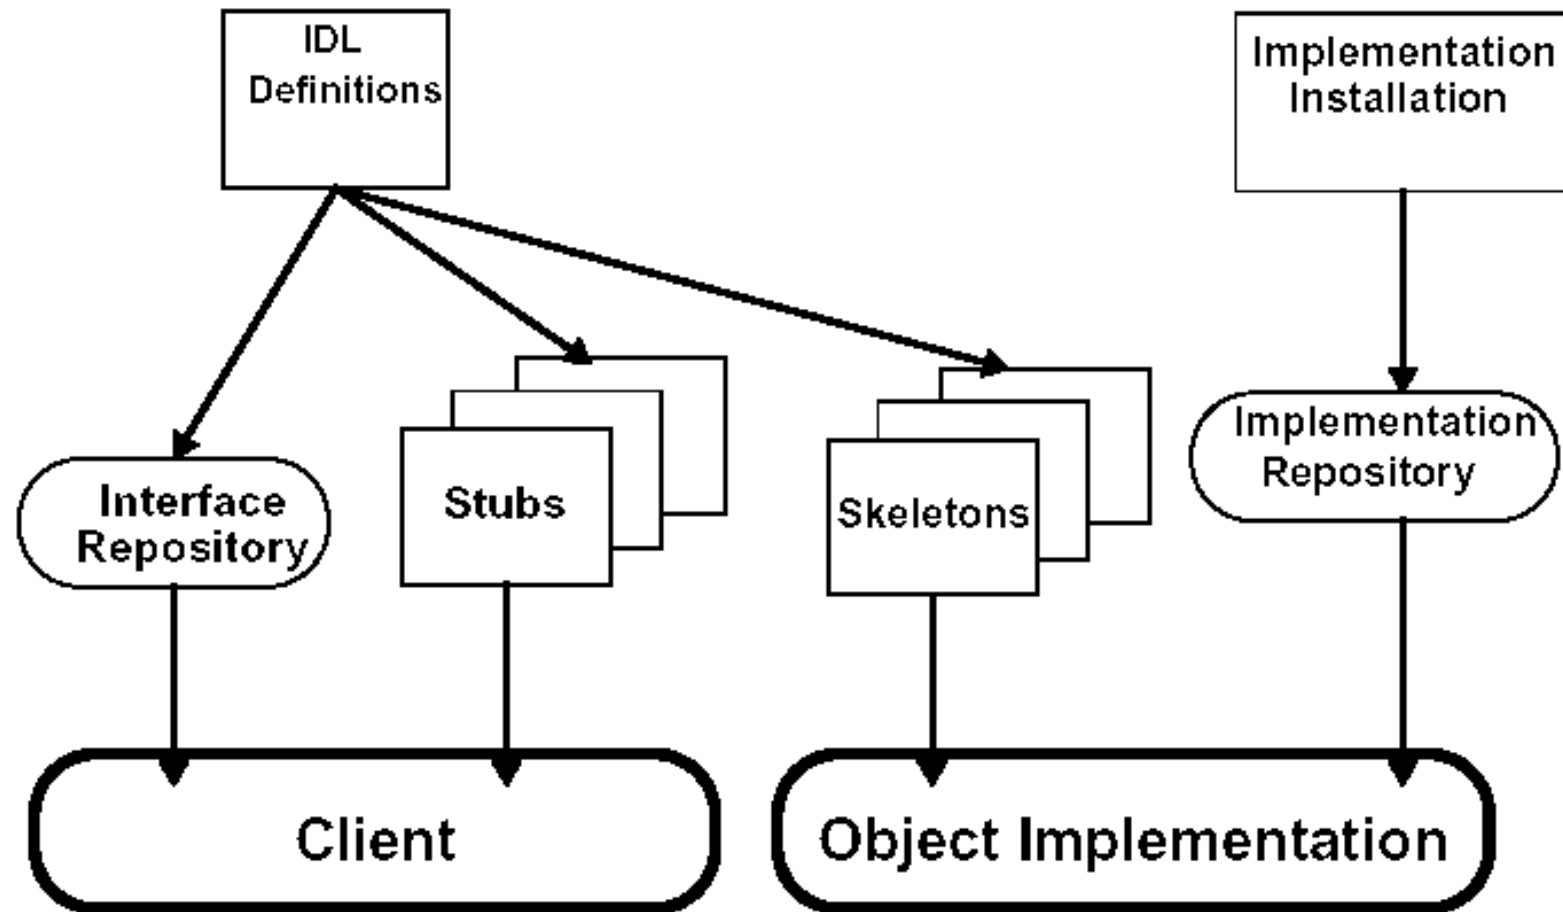 IDL
Definitions
Implementation
Installation
Interface
Repository
Stubs
Skeletons
Implementation
Repository
Client
Object Implementation